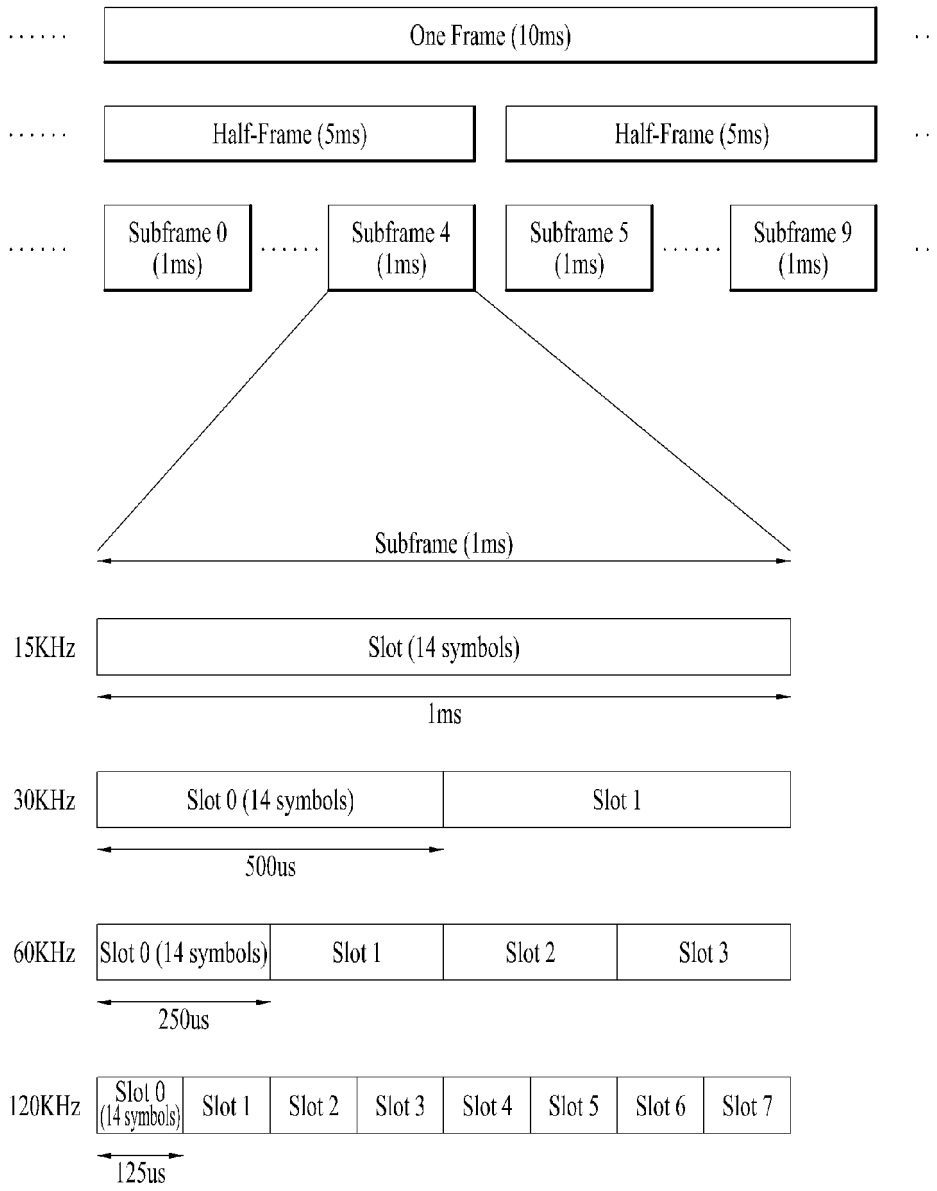 ...... One Frame (10ms) ..
...... Half-Frame (5ms) Half-Frame (5ms) ..
...... Subframe 0 ...... Subframe 4 Subframe 5 ...... Subframe 9 ..
(1ms) (1ms) (1ms) (1ms)
Subframe (1ms)
15KHz Slot (14 symbols)
1ms
30KHz Slot 0 (14 symbols) Slot 1
500us
60KHz Slot 0 (14 symbols) Slot 1 Slot 2 Slot 3
250us
120KHz Slot 0 Slot 1 Slot 2 Slot 3 Slot 4 Slot 5 Slot 6 Slot 7
(14 symbols)
125us